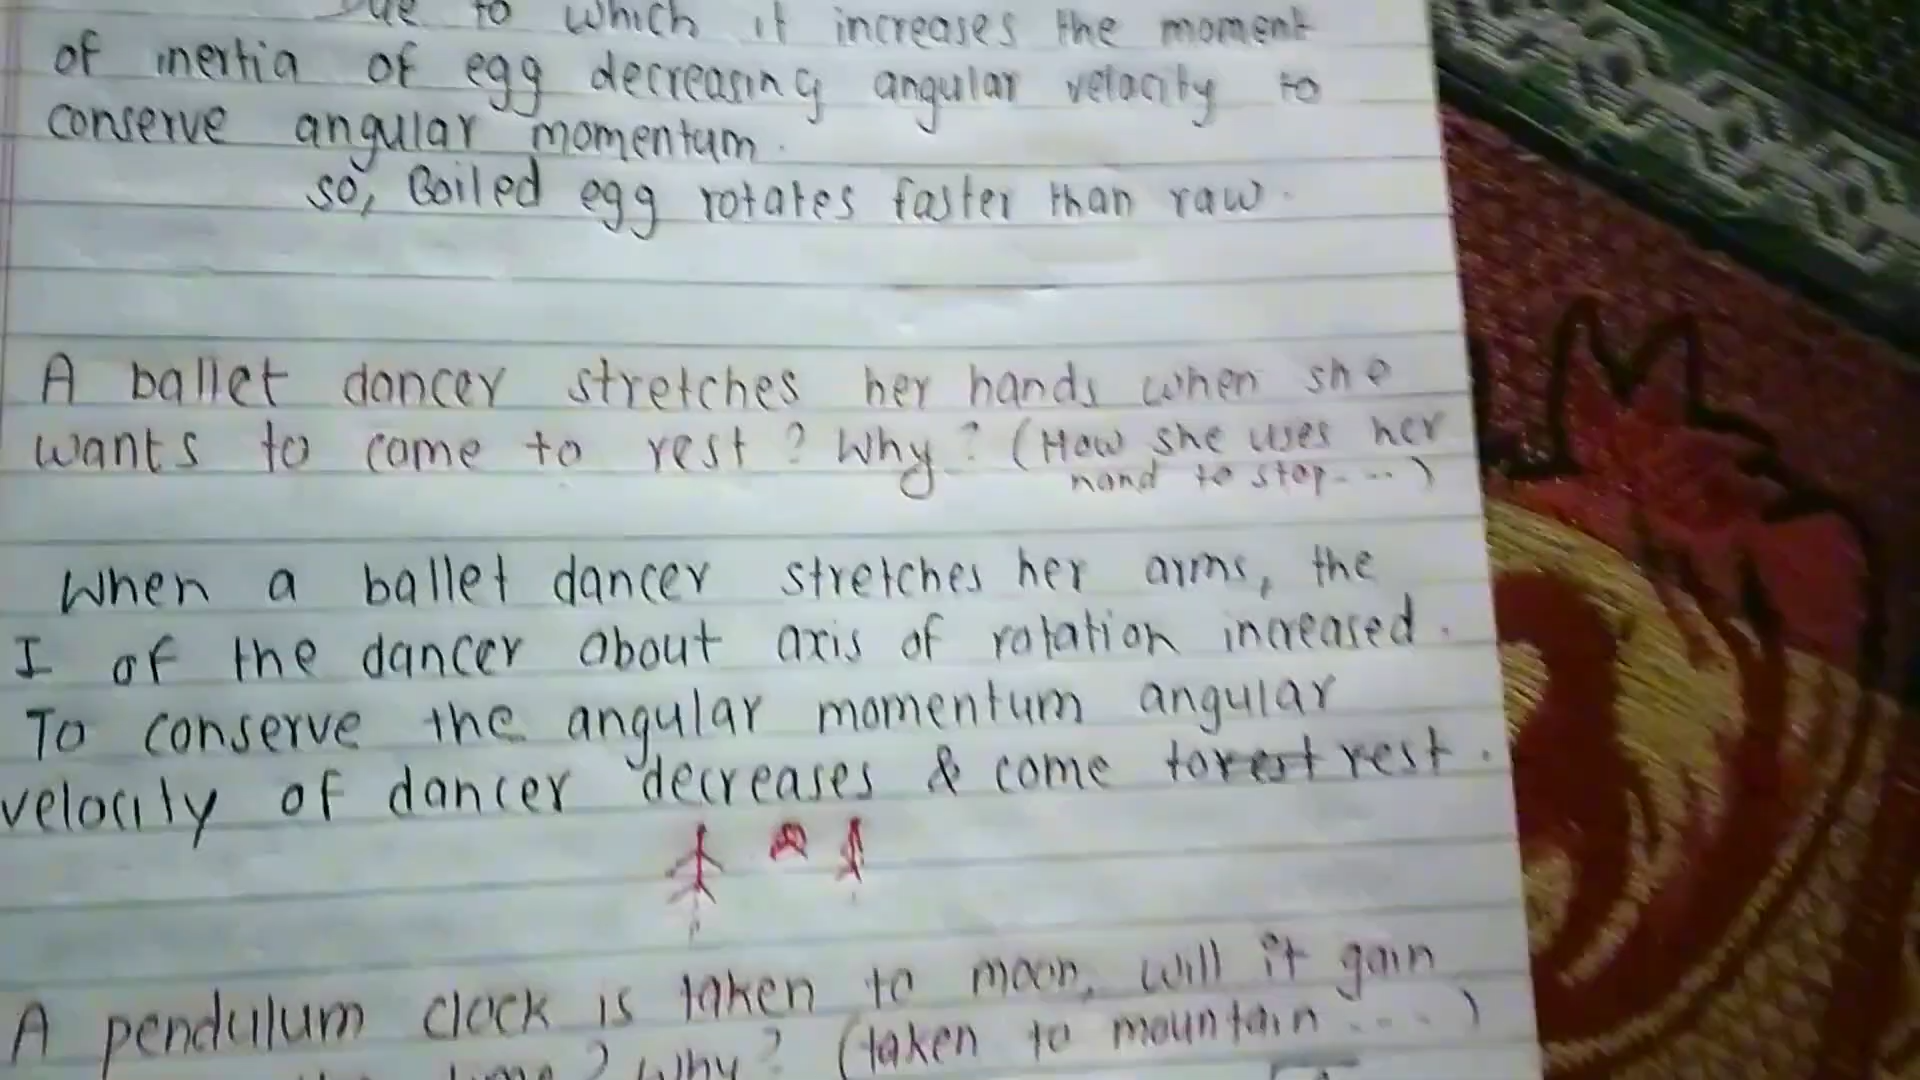 Due to which it increases the moment
of inertia of egg decreasing angular velocity to
conserve angular momentum.
so, Boiled egg rotates faster than raw.
A ballet dancer stretches her hands when she
wants to come to rest? Why? (How she uses her
hand to stop....)
When a ballet dancer stretches her arms, the
I of the dancer about axis of rotation increased.
To conserve the angular momentum angular
velocity of dancer decreases & come to rest rest.
A pendulum clock is taken to moon, will it gain
time? Why? (taken to mountain....)